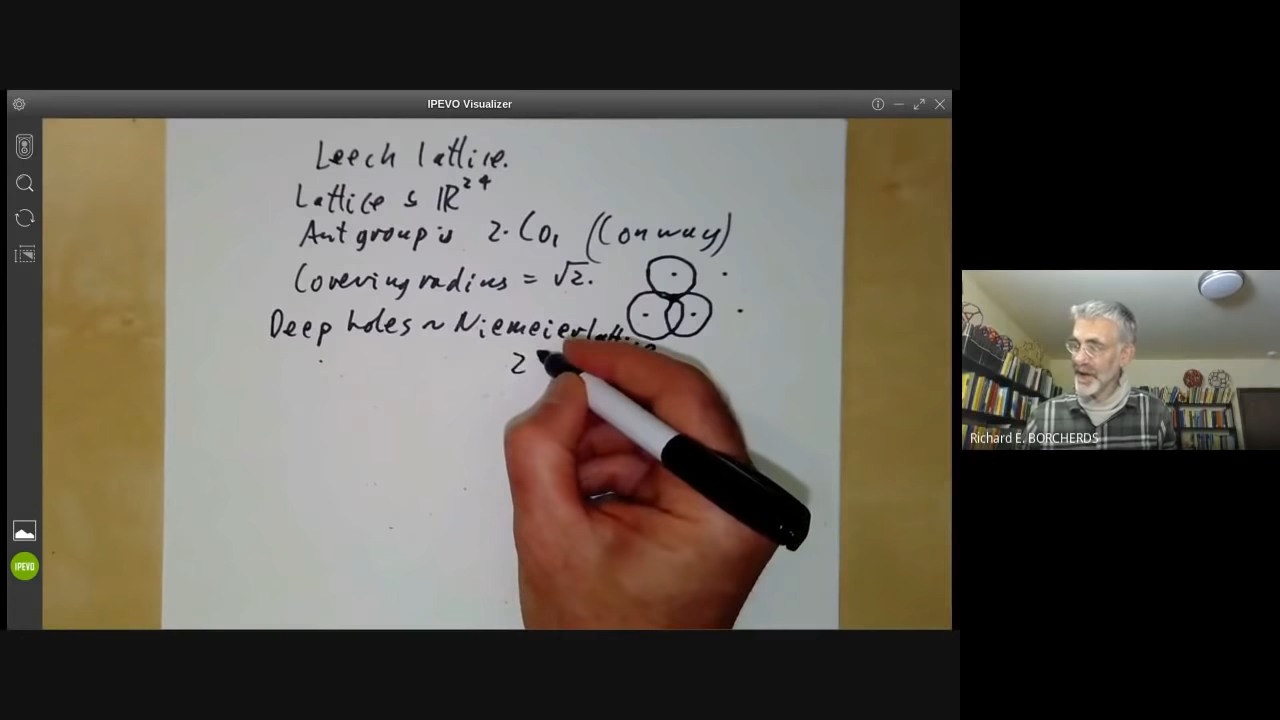 IPEVO Visualizer
Leech lattice.
Lattice s ℝ²⁴
Aut group is 2·Co₁ (Conway)
Covering radius = √2.
Deep holes ~ Niemeier
2
IPEVO
Richard E. BORCHERDS